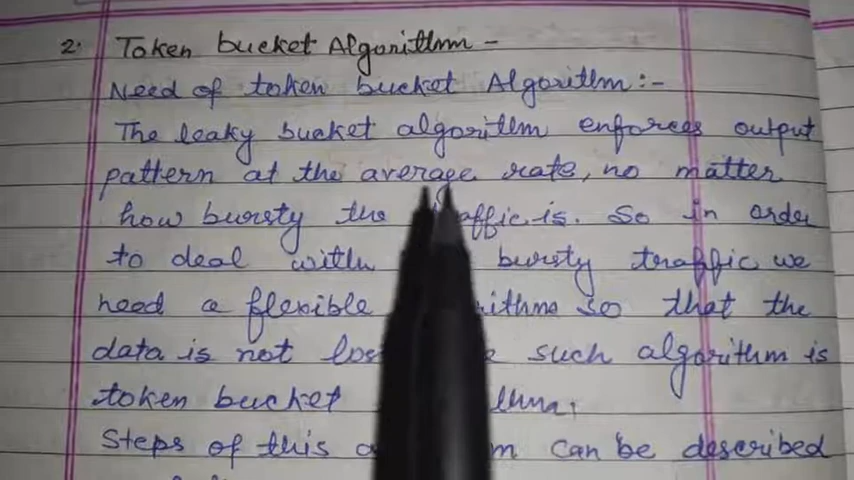 2. Token bucket Algorithm -
Need of token bucket Algorithm :-
The leaky bucket algorithm enforces output
pattern at the average rate, no matter
how bursty the traffic is. So in order
to deal with bursty traffic we
need a flexible so that the
data is not such algorithm is
token bucket
Steps of this can be described